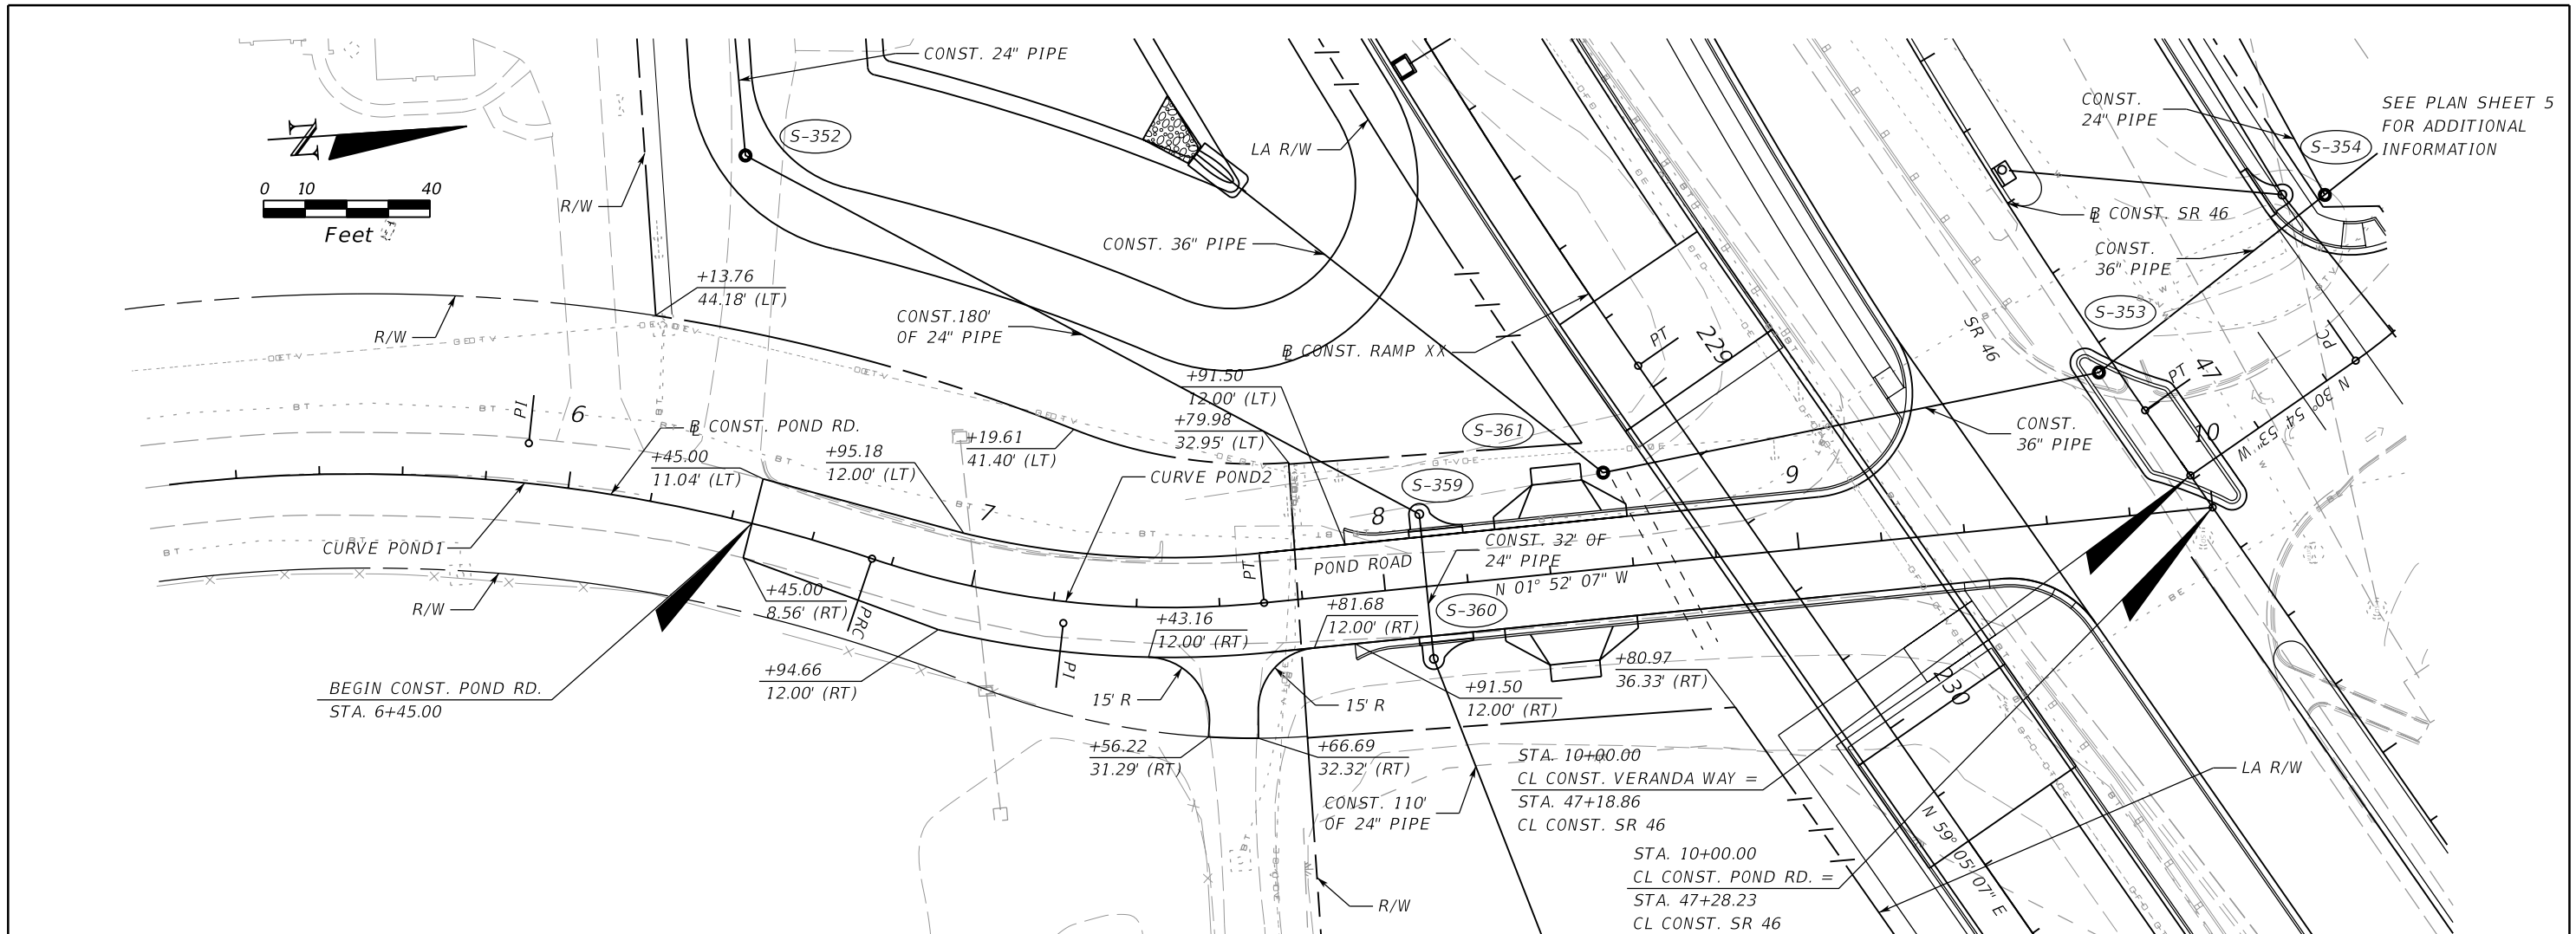 CONST. 24" PIPE
S-352
N
0 10 40
Feet
R/W
LA R/W
CONST. 36" PIPE
CONST.
24" PIPE
SEE PLAN SHEET 5
FOR ADDITIONAL
INFORMATION
S-354
BL CONST. SR 46
CONST.
36" PIPE
S-353
SR 46
+13.76
44.18' (LT)
R/W
CONST.180'
OF 24" PIPE
BL CONST. RAMP XX
PT
229
PC
PT
47
N 30° 54' 53" W
10
CONST.
36" PIPE
+91.50
12.00' (LT)
+79.98
32.95' (LT)
S-361
PI
6
BL CONST. POND RD.
+45.00
11.04' (LT)
+95.18
12.00' (LT)
+19.61
41.40' (LT)
CURVE POND2
S-359
7
8
9
CURVE POND1
CONST. 32' OF
24" PIPE
POND ROAD
N 01° 52' 07" W
PT
R/W
+45.00
8.56' (RT)
PRC
+43.16
12.00' (RT)
+81.68
12.00' (RT)
S-360
PI
+94.66
12.00' (RT)
BEGIN CONST. POND RD.
STA. 6+45.00
15' R
15' R
+91.50
12.00' (RT)
+80.97
36.33' (RT)
230
+56.22
31.29' (RT)
+66.69
32.32' (RT)
STA. 10+00.00
CL CONST. VERANDA WAY =
STA. 47+18.86
CL CONST. SR 46
LA R/W
CONST. 110'
OF 24" PIPE
N 59° 05' 07" E
STA. 10+00.00
CL CONST. POND RD. =
STA. 47+28.23
CL CONST. SR 46
R/W